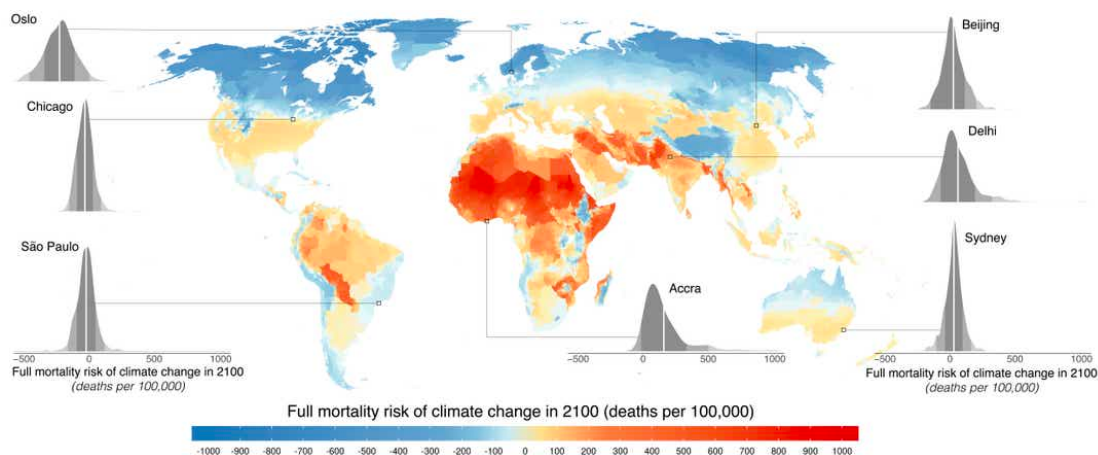 Oslo
Beijing
Chicago
Delhi
São Paulo
Sydney
Accra
−500 0 500 1000
Full mortality risk of climate change in 2100
(deaths per 100,000)
−500 0 500 1000
−500 0 500 1000
Full mortality risk of climate change in 2100
(deaths per 100,000)
Full mortality risk of climate change in 2100 (deaths per 100,000)
-1000 -900 -800 -700 -600 -500 -400 -300 -200 -100 0 100 200 300 400 500 600 700 800 900 1000